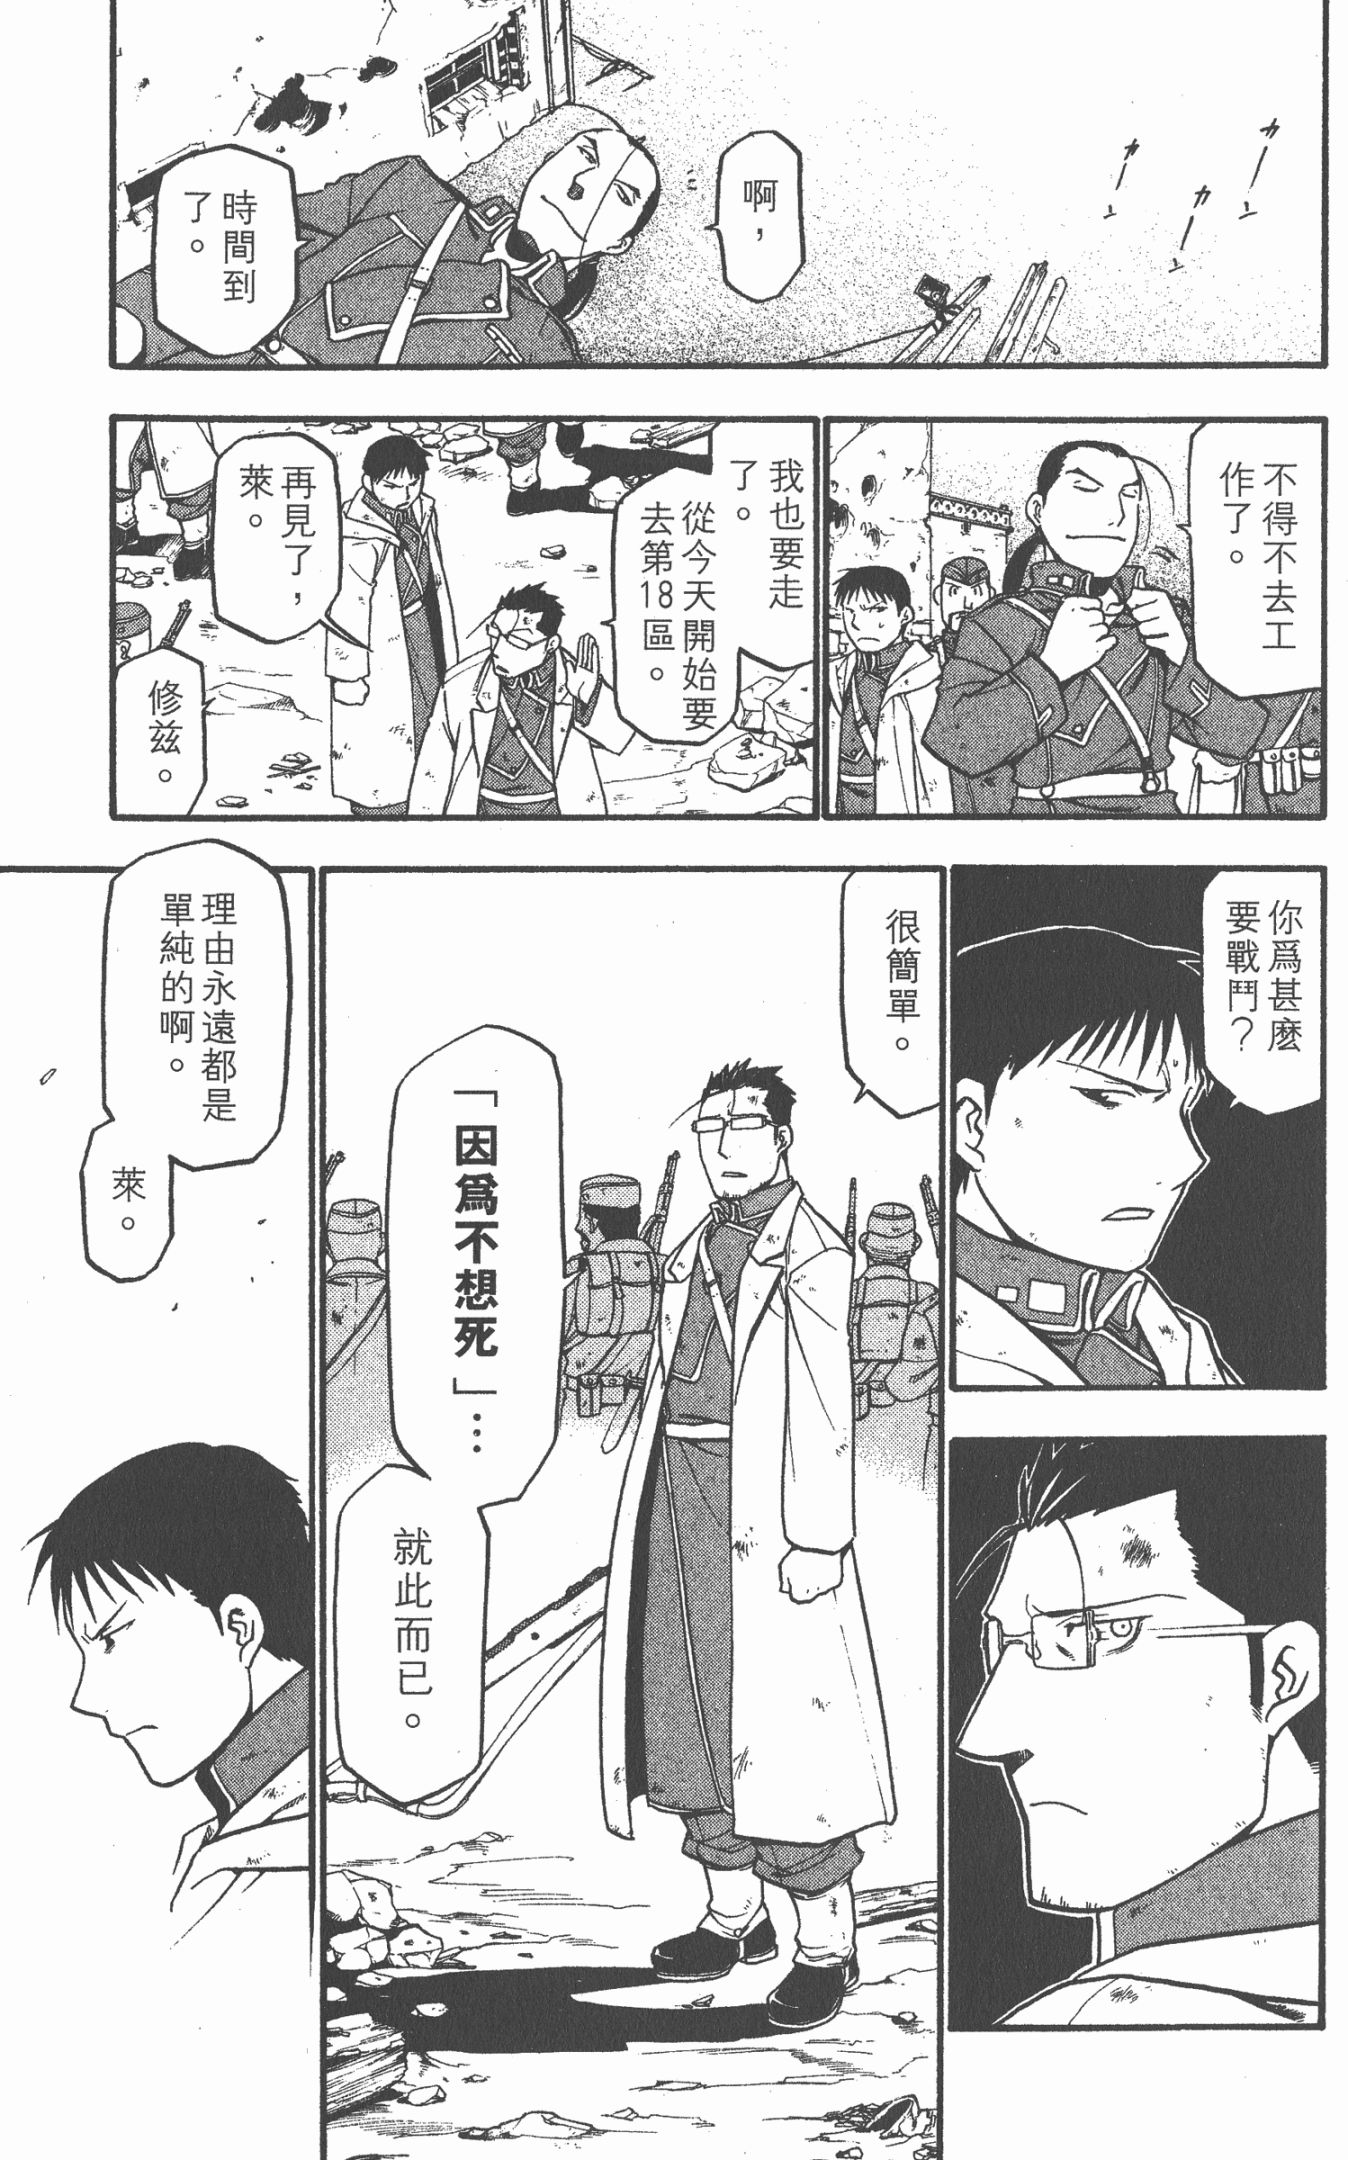 カーン
カーン
カーン
啊，
時間到
了。
不得不去工
作了。
我也要走
了。
從今天開始要
去第18區。
再見了，
萊。
修茲。
你爲甚麽
要戰鬥？
很簡單。
「因爲不想死」…
就此而已。
理由永遠都是
單純的啊。
萊。